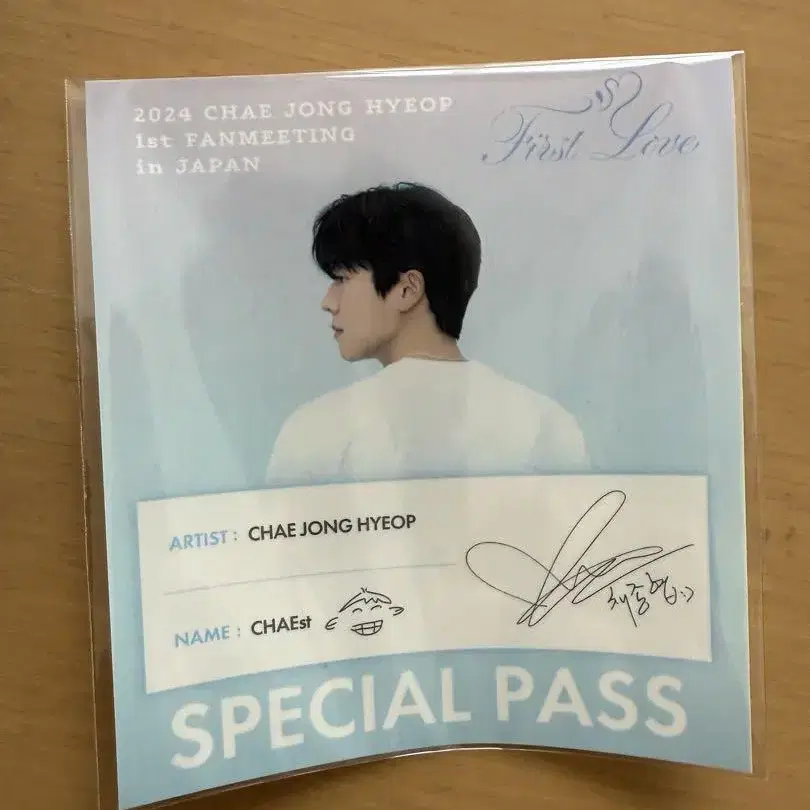 2024 CHAE JONG HYEOP
1st FANMEETING
in JAPAN
First Love
ARTIST : CHAE JONG HYEOP
NAME : CHAEst
채종협:)
SPECIAL PASS